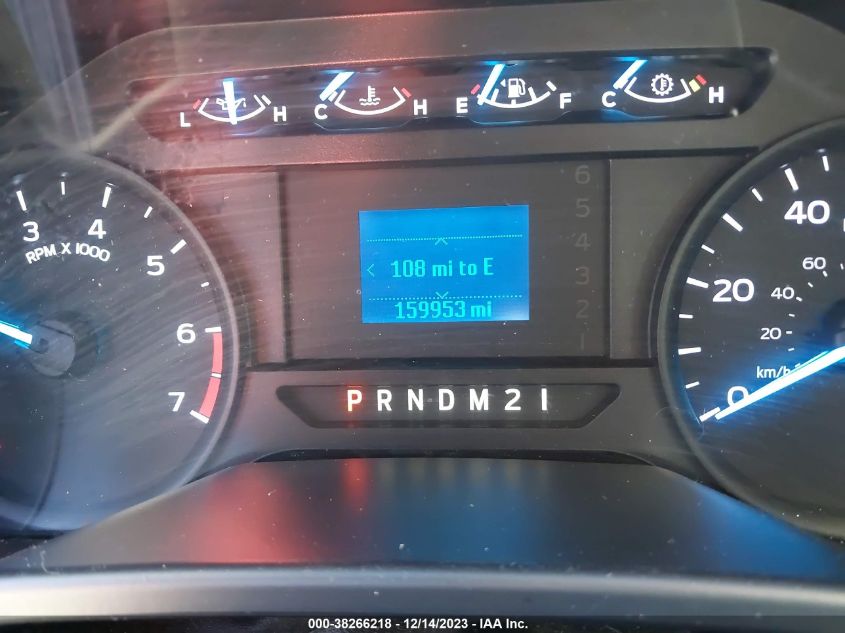 L H C H E F C H
6
5
4
3
2
1
3 4 5 6 7
RPM X 1000
108 mi to E
159953 mi
P R N D M 2 1
0 20 40
20 40 60
km/h
000-38266218 - 12/14/2023 - IAA Inc.